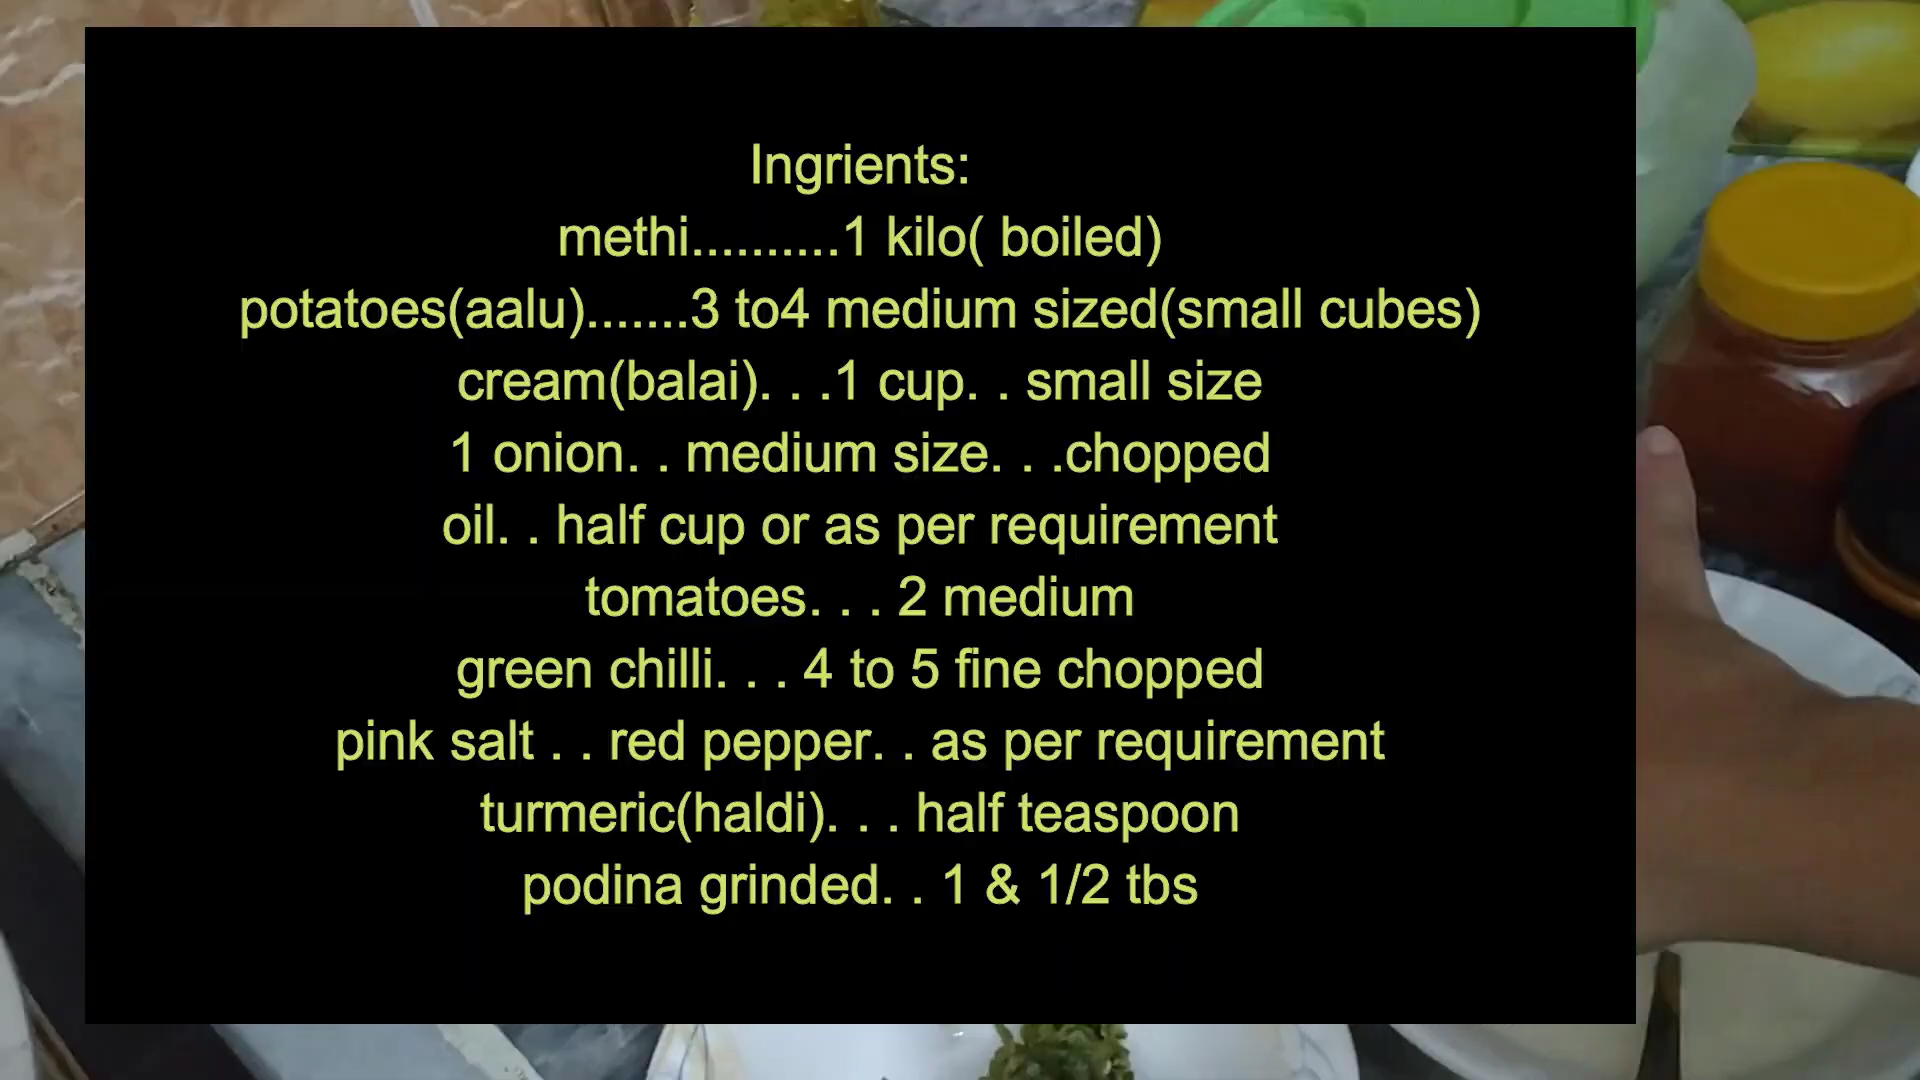 Ingrients:
methi..........1 kilo( boiled)
potatoes(aalu).......3 to4 medium sized(small cubes)
cream(balai). . .1 cup. . small size
1 onion. . medium size. . .chopped
oil. . half cup or as per requirement
tomatoes. . . 2 medium
green chilli. . . 4 to 5 fine chopped
pink salt . . red pepper. . as per requirement
turmeric(haldi). . . half teaspoon
podina grinded. . 1 & 1/2 tbs